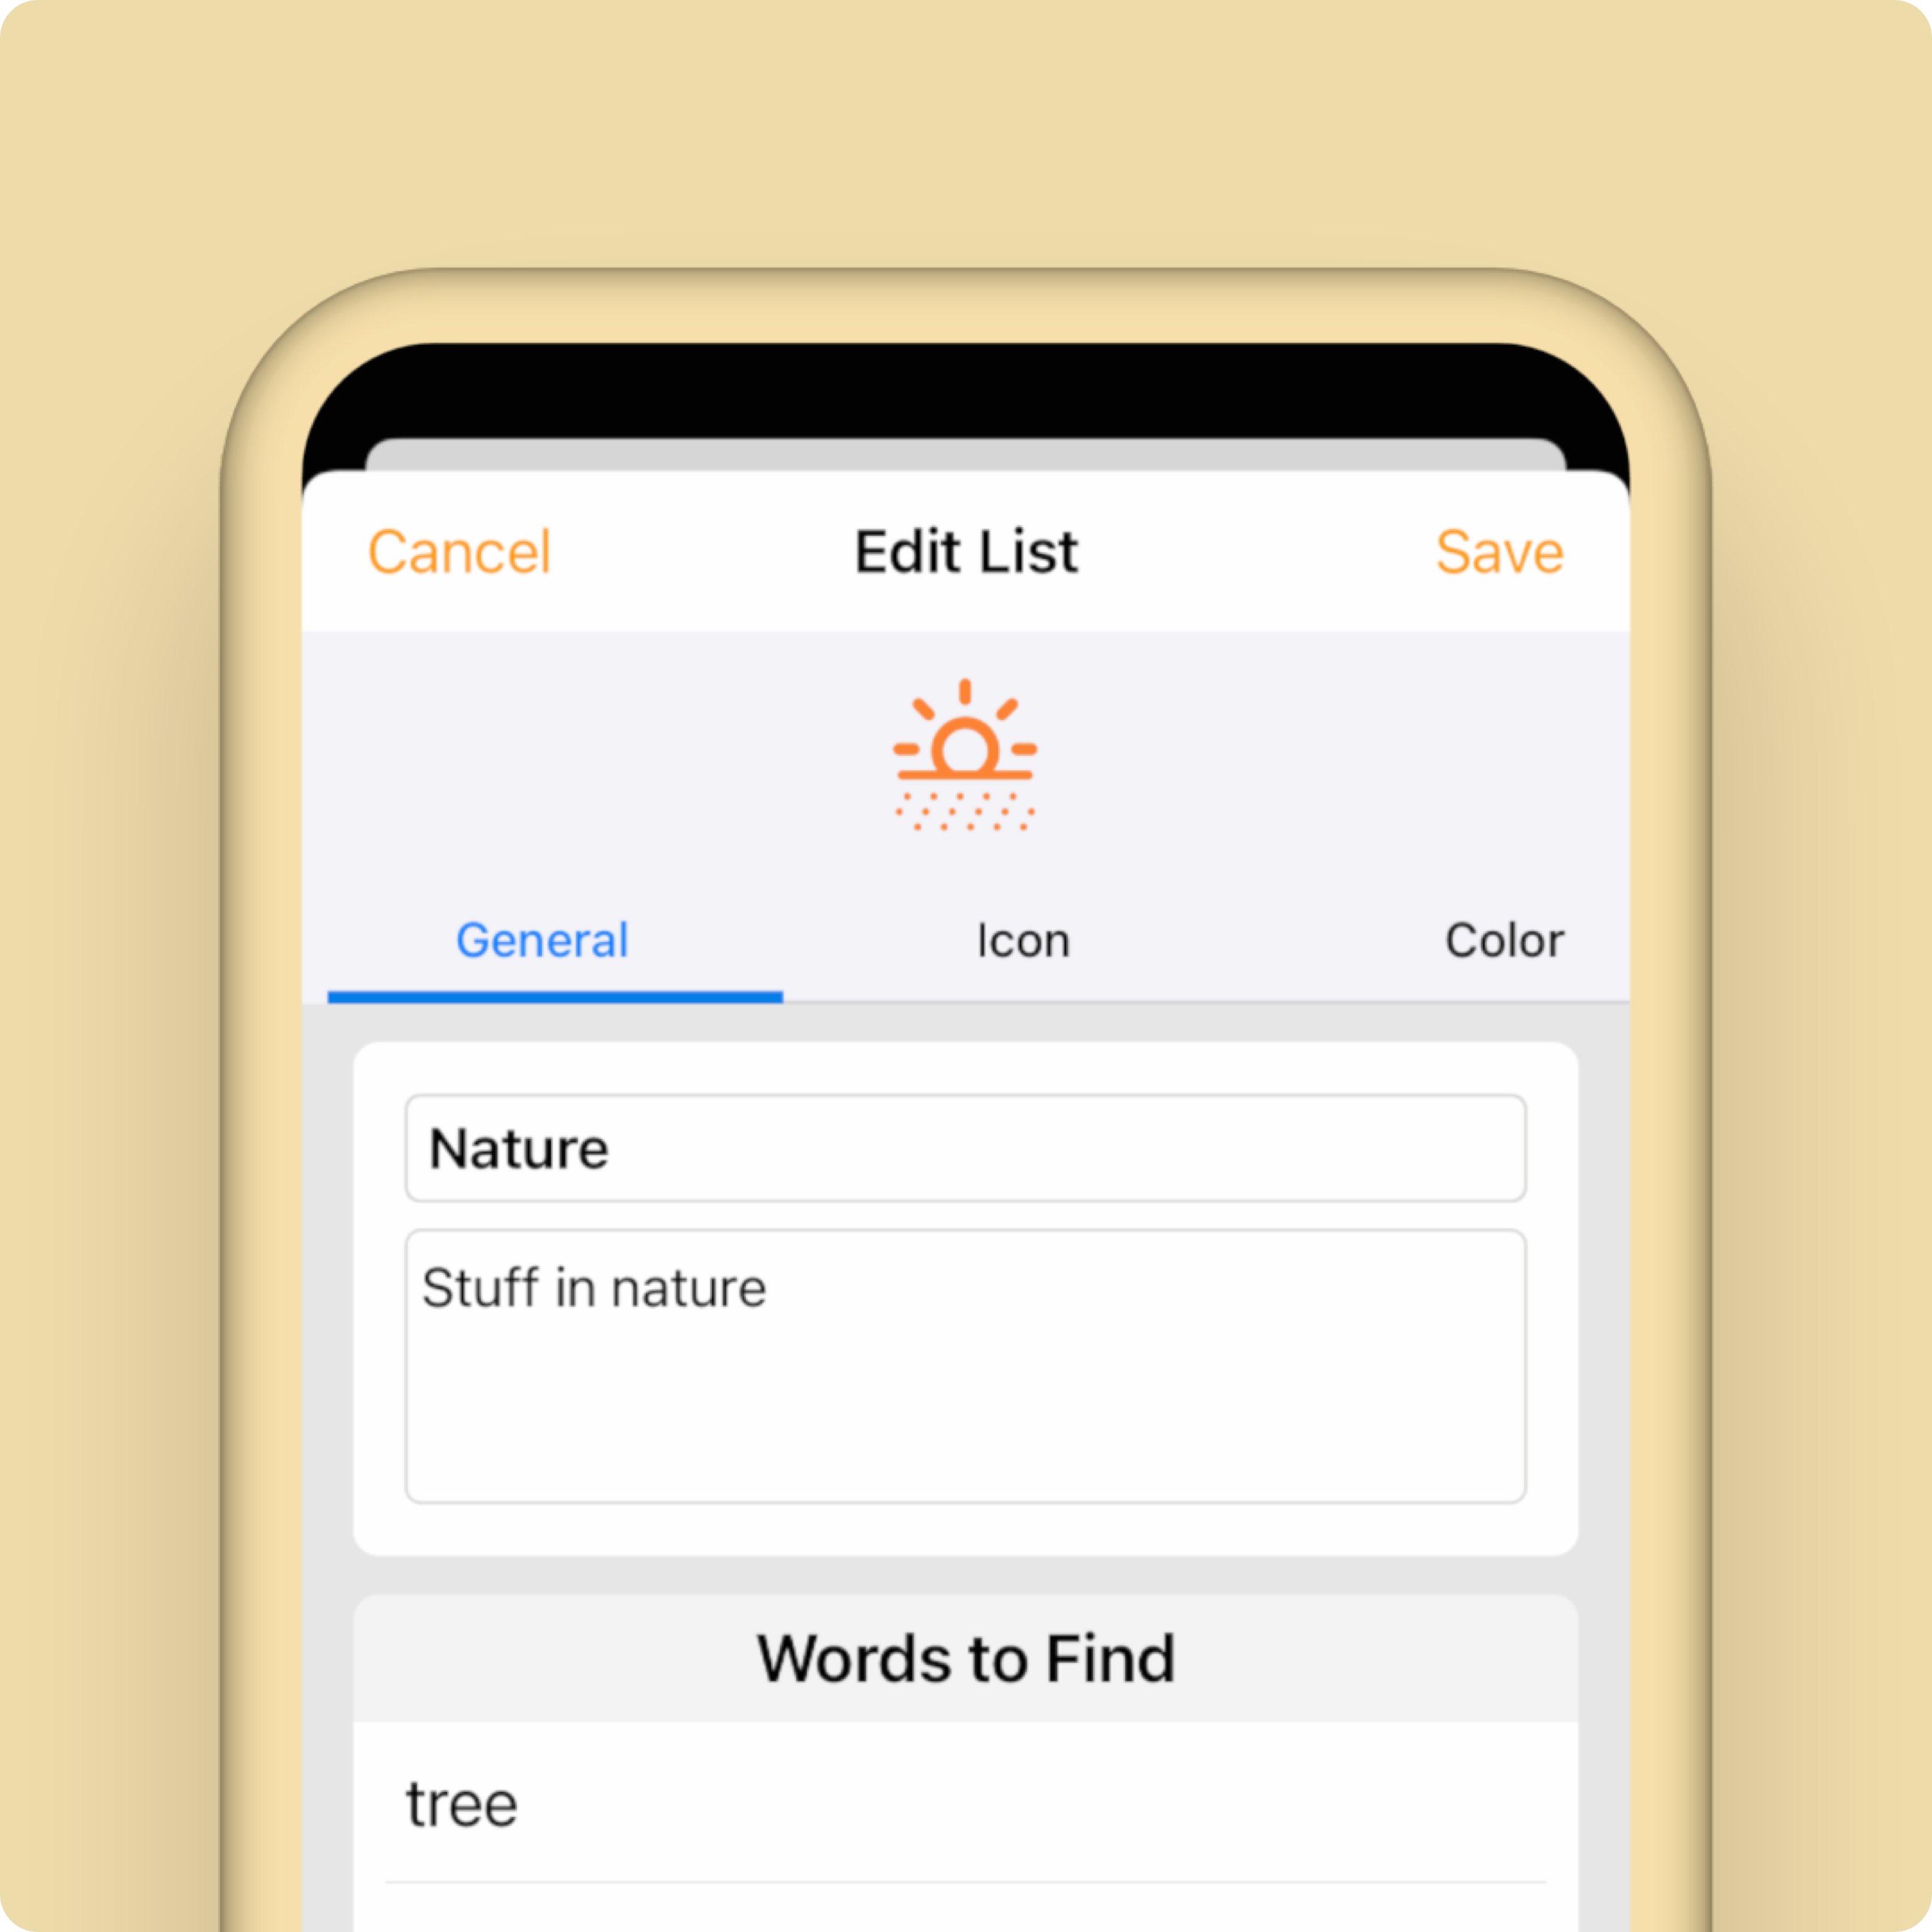 Cancel Edit List Save
General Icon Color
Nature
Stuff in nature
Words to Find
tree